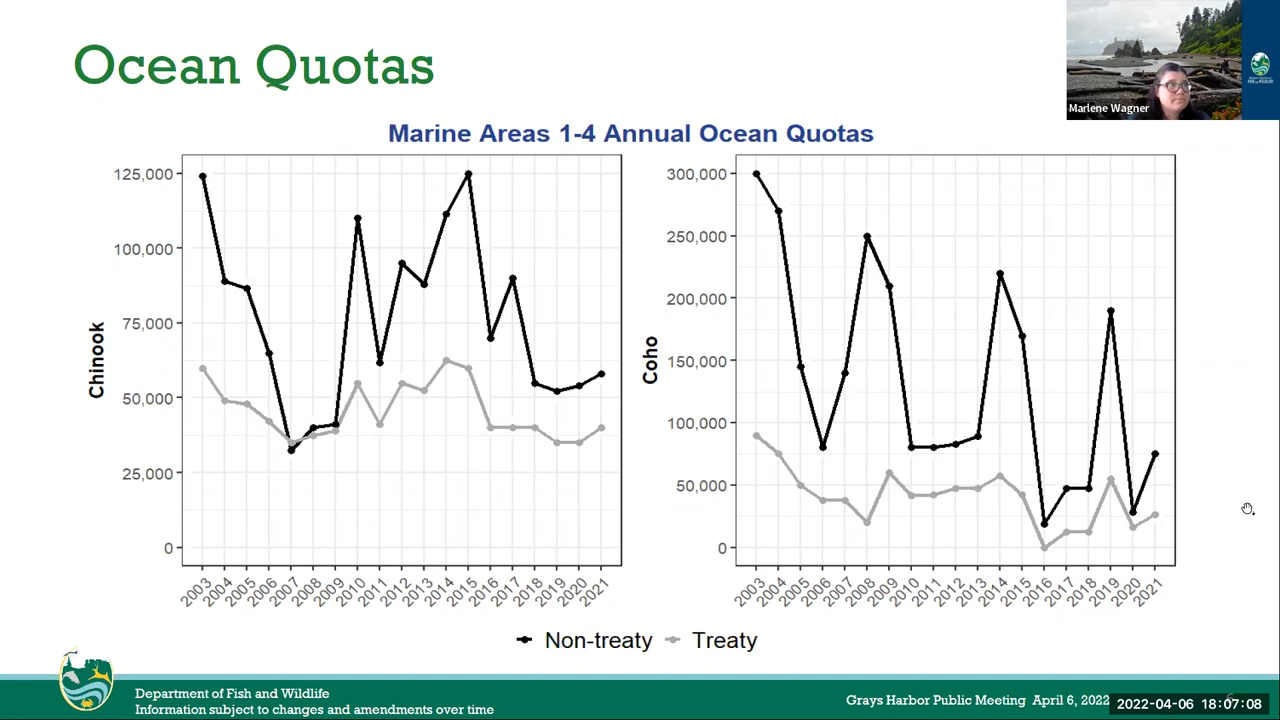 Ocean Quotas
Marlene Wagner
Marine Areas 1-4 Annual Ocean Quotas
Chinook
125,000
100,000
75,000
50,000
25,000
0
2003 2004 2005 2006 2007 2008 2009 2010 2011 2012 2013 2014 2015 2016 2017 2018 2019 2020 2021
Coho
300,000
250,000
200,000
150,000
100,000
50,000
0
2003 2004 2005 2006 2007 2008 2009 2010 2011 2012 2013 2014 2015 2016 2017 2018 2019 2020 2021
Non-treaty Treaty
Department of Fish and Wildlife
Information subject to changes and amendments over time
Grays Harbor Public Meeting April 6, 2022
2022-04-06 18:07:08